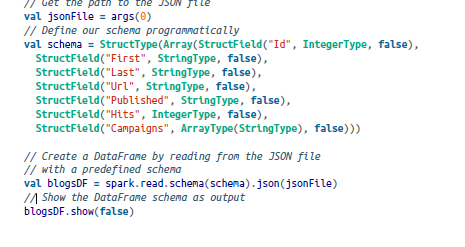 // Get the path to the JSON file
val jsonFile = args(0)
// Define our schema programmatically
val schema = StructType(Array(StructField("Id", IntegerType, false),
  StructField("First", StringType, false),
  StructField("Last", StringType, false),
  StructField("Url", StringType, false),
  StructField("Published", StringType, false),
  StructField("Hits", IntegerType, false),
  StructField("Campaigns", ArrayType(StringType), false)))

// Create a DataFrame by reading from the JSON file
// with a predefined schema
val blogsDF = spark.read.schema(schema).json(jsonFile)
// Show the DataFrame schema as output
blogsDF.show(false)